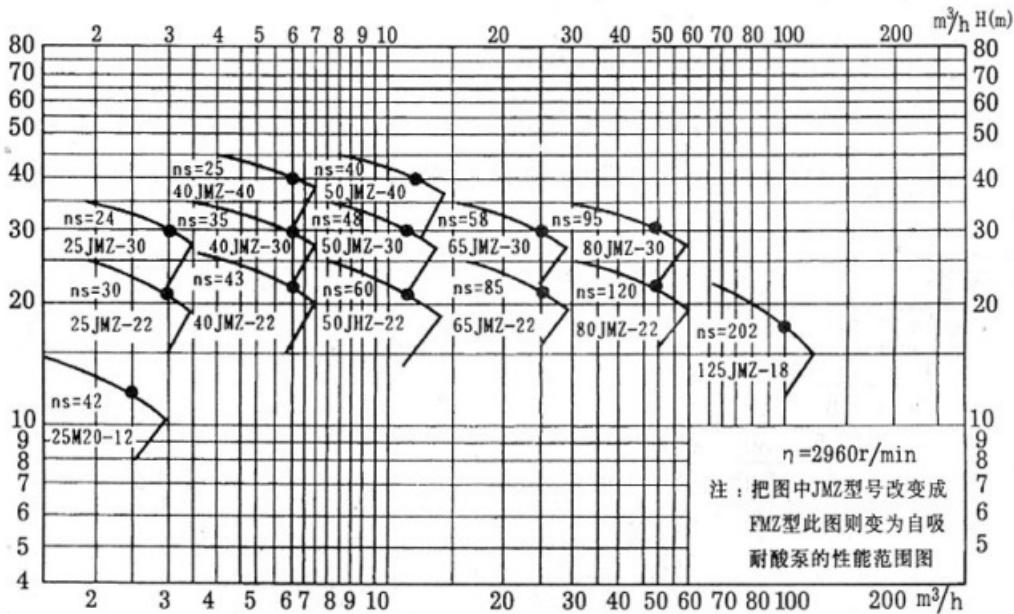 m³/h H(m)
2 3 4 5 6 7 8 9 10 20 30 40 50 60 70 80 100 200
80 80
70 70
60 60
50 50
40 40
30 30
20 20
10 10
9 9
8 8
7 7
6 6
5 5
4
ns=25 ns=40
40JMZ-40 50JMZ-40
ns=24 ns=35 ns=48 ns=58 ns=95
25JMZ-30 40JMZ-30 50JMZ-30 65JMZ-30 80JMZ-30
ns=30 ns=43 ns=60 ns=85 ns=120
25JMZ-22 40JMZ-22 50JHZ-22 65JMZ-22 80JMZ-22
ns=202
125JMZ-18
ns=42
25M20-12
η=2960r/min
注：把图中JMZ型号改变成
FMZ型此图则变为自吸
耐酸泵的性能范围图
2 3 4 5 6 7 8 9 10 20 30 40 50 60 70 80 100 200 m³/h